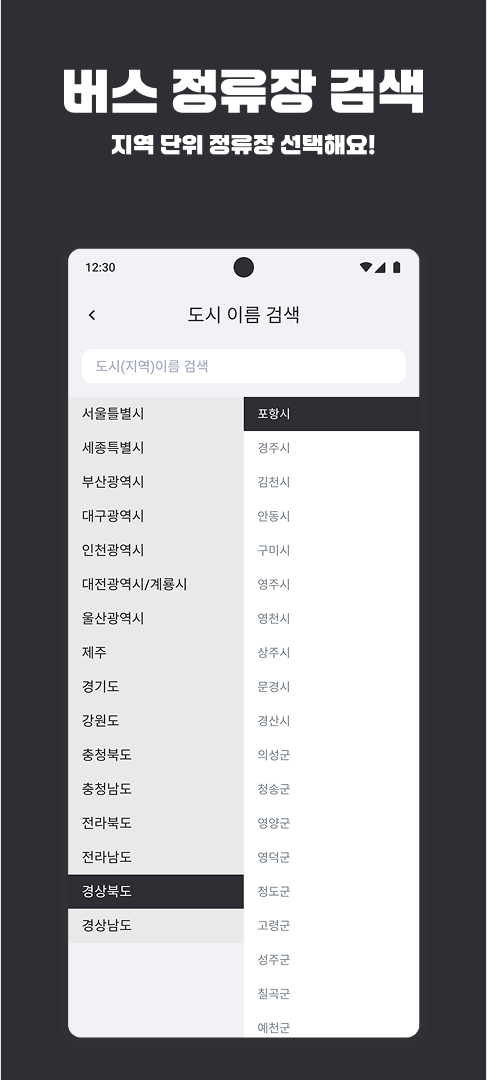 버스 정류장 검색
지역 단위 정류장 선택해요!
12:30
도시 이름 검색
도시(지역)이름 검색
서울틀별시
세종특별시
부산광역시
대구광역시
인천광역시
대전광역시/계룡시
울산광역시
제주
경기도
강원도
충청북도
충청남도
전라북도
전라남도
경상북도
경상남도
포항시
경주시
김천시
안동시
구미시
영주시
영천시
상주시
문경시
경산시
의성군
청송군
영양군
영덕군
청도군
고령군
성주군
칠곡군
예천군